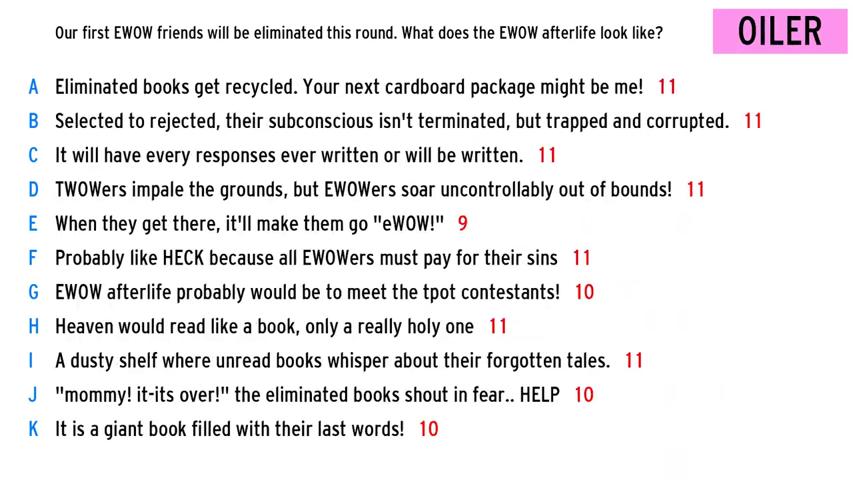 Our first EWOW friends will be eliminated this round. What does the EWOW afterlife look like?
OILER
A Eliminated books get recycled. Your next cardboard package might be me! 11
B Selected to rejected, their subconscious isn't terminated, but trapped and corrupted. 11
C It will have every responses ever written or will be written. 11
D TWOWers impale the grounds, but EWOWers soar uncontrollably out of bounds! 11
E When they get there, it'll make them go "eWOW!" 9
F Probably like HECK because all EWOWers must pay for their sins 11
G EWOW afterlife probably would be to meet the tpot contestants! 10
H Heaven would read like a book, only a really holy one 11
I A dusty shelf where unread books whisper about their forgotten tales. 11
J "mommy! it-its over!" the eliminated books shout in fear.. HELP 10
K It is a giant book filled with their last words! 10